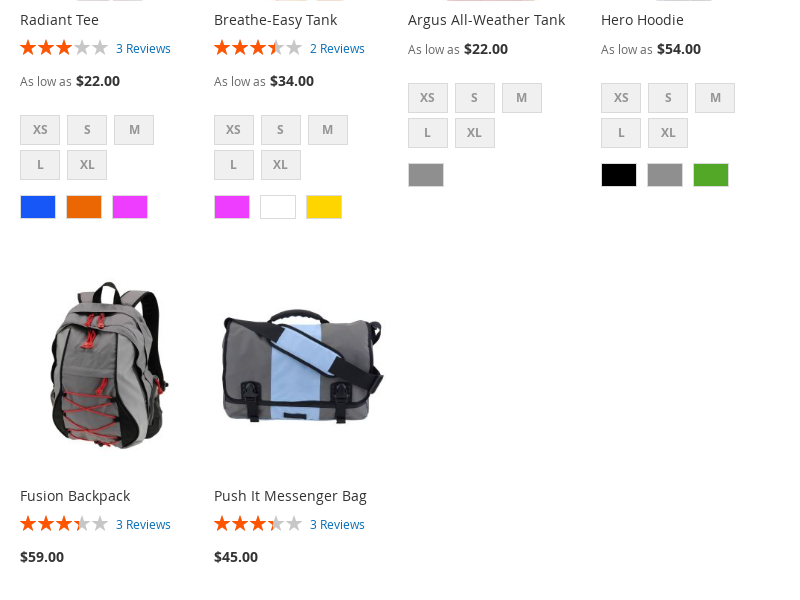 Radiant Tee
3 Reviews
As low as $22.00
XS S M
L XL
Breathe-Easy Tank
2 Reviews
As low as $34.00
XS S M
L XL
Argus All-Weather Tank
As low as $22.00
XS S M
L XL
Hero Hoodie
As low as $54.00
XS S M
L XL
Fusion Backpack
3 Reviews
$59.00
Push It Messenger Bag
3 Reviews
$45.00